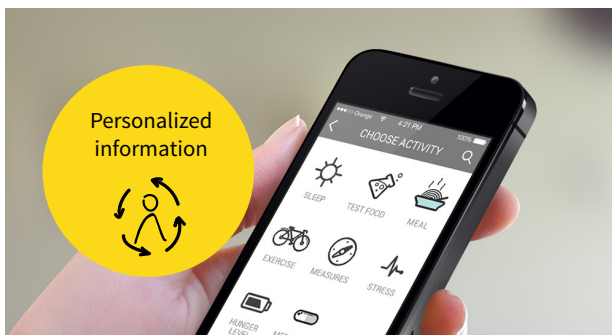 Personalized
information
Orange
4:21 PM
100%
CHOOSE ACTIVITY
SLEEP
TEST FOOD
MEAL
EXERCISE
MEASURES
STRESS
HUNGER
LEVEL